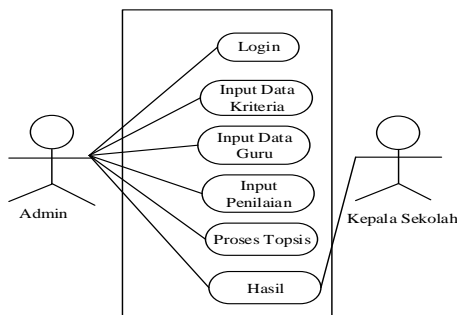 Login
Input Data
Kriteria
Input Data
Guru
Input
Penilaian
Proses Topsis
Hasil
Admin
Kepala Sekolah